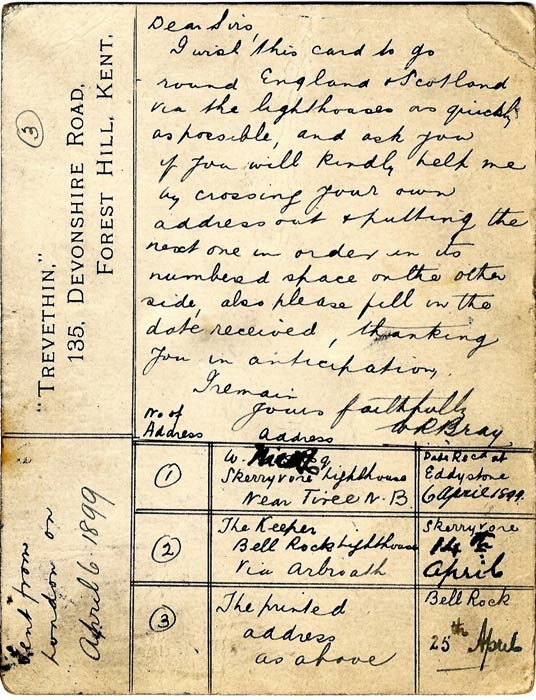 "TREVETHIN,"
135, DEVONSHIRE ROAD,
FOREST HILL, KENT.
3
Dear Sirs,
I wish this card to go
round England & Scotland
via the lighthouses as quickly
as possible, and ask you
if you will kindly help me
by crossing your own
address out & putting the
next one in order in its
numbered space on the other
side, also please fill in the
date received, thanking
you in anticipation,
I remain
yours faithfully
W R Bray
Sent from
London on
April 6 1899
No of
Address
address
Date Recd at
1
W.
Skerryvore Lighthouse
Near Tiree N.B
Eddystone
6 April 1899.
2
The Keeper
Bell Rock Lighthouse
Via Arbroath
Skerryvore
14th
April
3
The printed
address
as above
Bell Rock
25th April